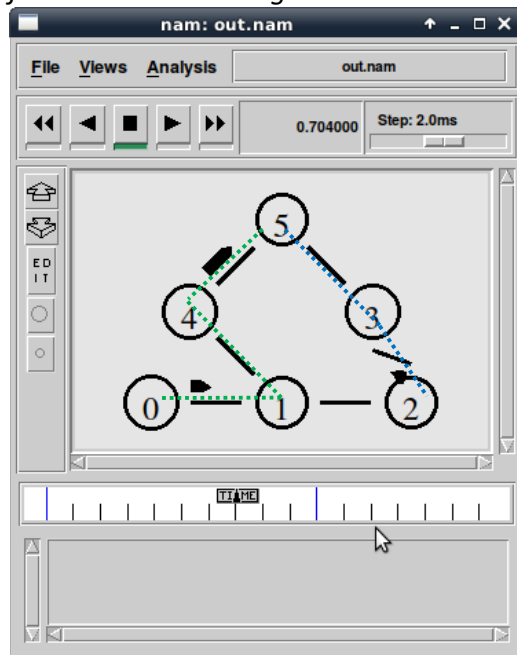 nam: out.nam
File Views Analysis out.nam
0.704000 Step: 2.0ms
ED
IT
5
4 3
0 1 2
TIME